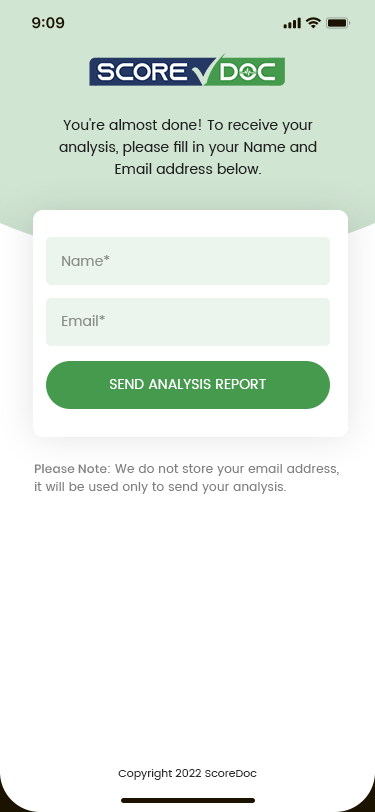 9:09
SCORE DOC
You're almost done! To receive your
analysis, please fill in your Name and
Email address below.
Name*
Email*
SEND ANALYSIS REPORT
Please Note: We do not store your email address,
it will be used only to send your analysis.
Copyright 2022 ScoreDoc